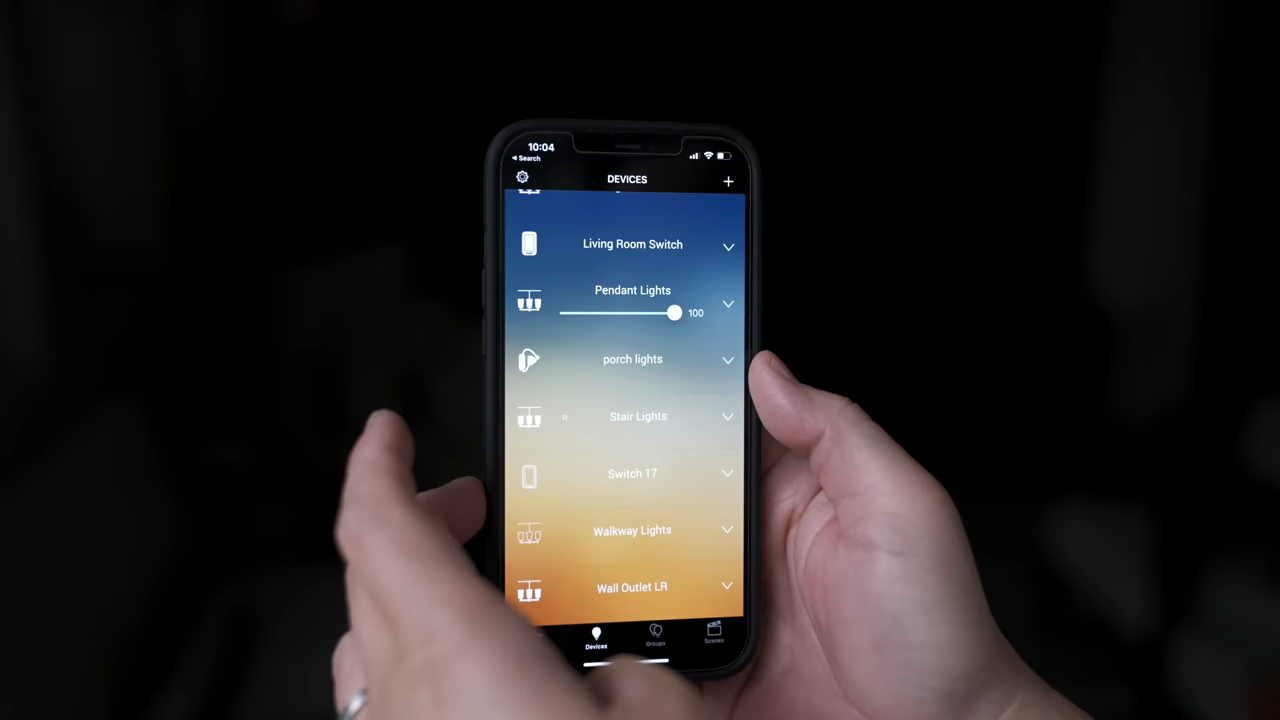 10:04
Search
DEVICES
Living Room Switch
Pendant Lights
100
porch lights
Stair Lights
Switch 17
Walkway Lights
Wall Outlet LR
Devices
Groups
Scenes